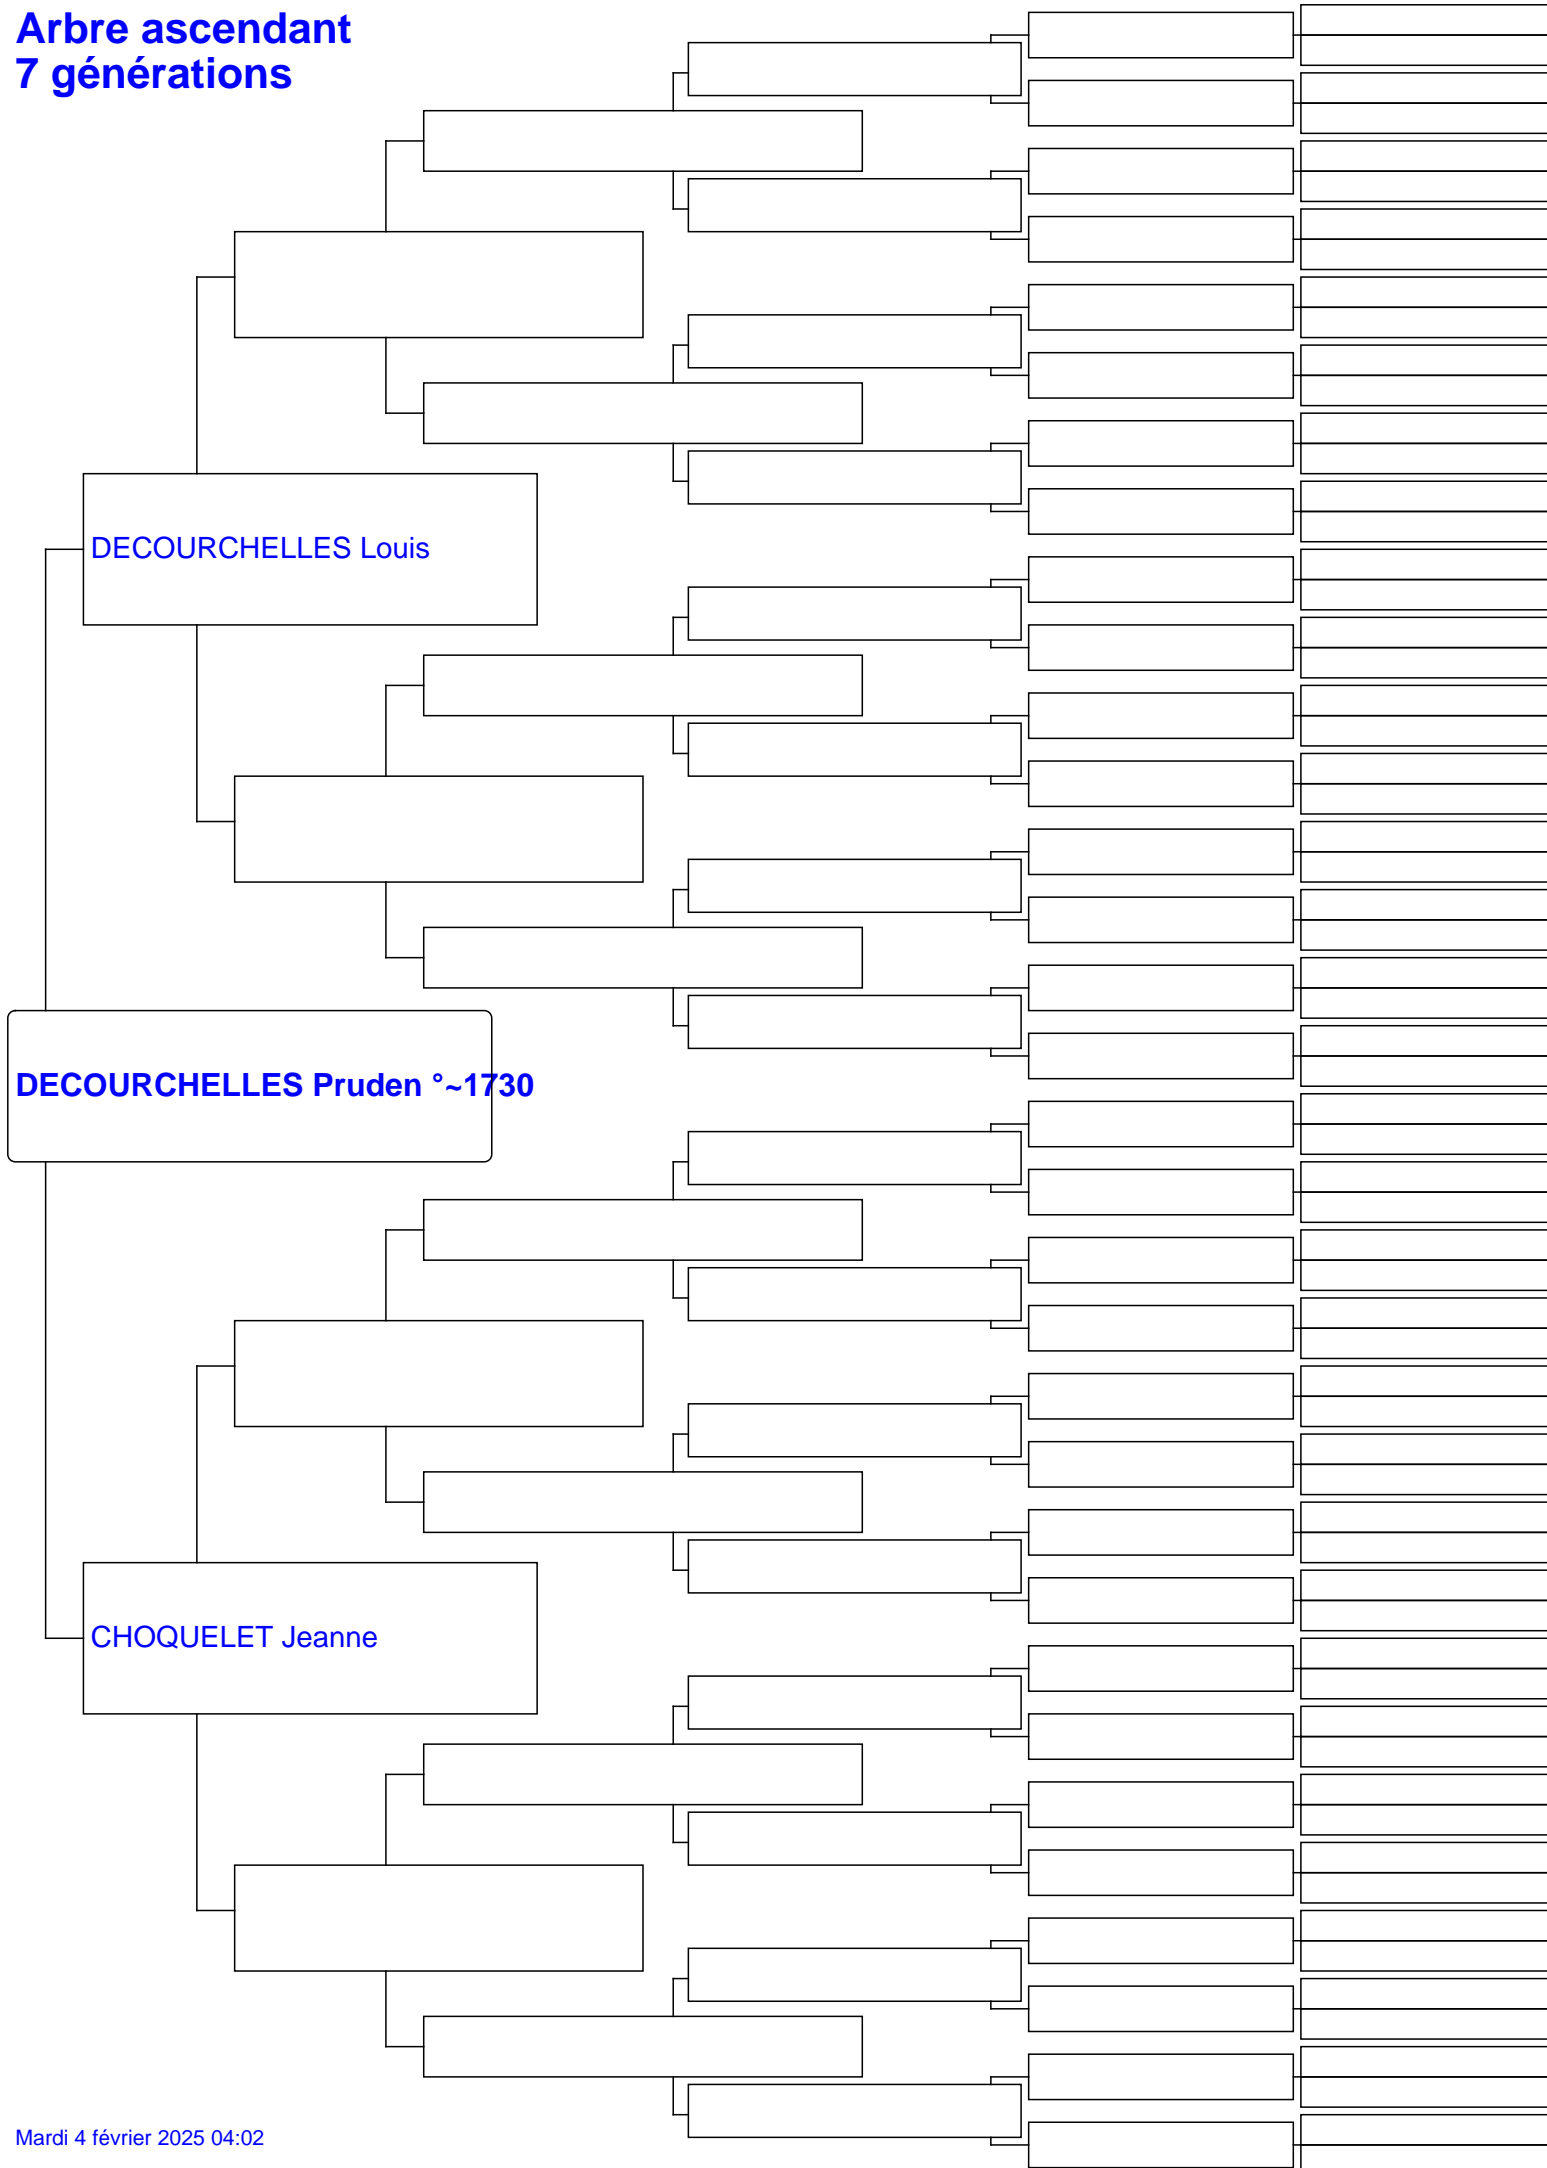 Arbre ascendant
7 générations
DECOURCHELLES Louis
DECOURCHELLES Pruden °~1730
CHOQUELET Jeanne
Mardi 4 février 2025 04:02